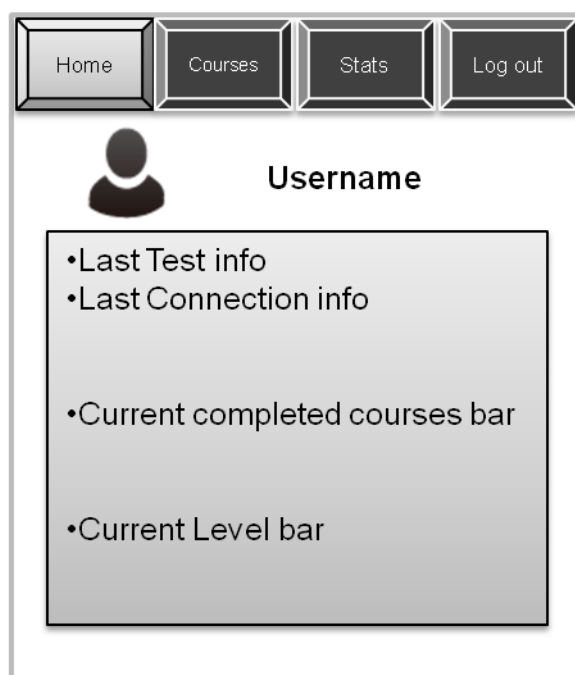 Home Courses Stats Log out
Username
•Last Test info
•Last Connection info
•Current completed courses bar
•Current Level bar